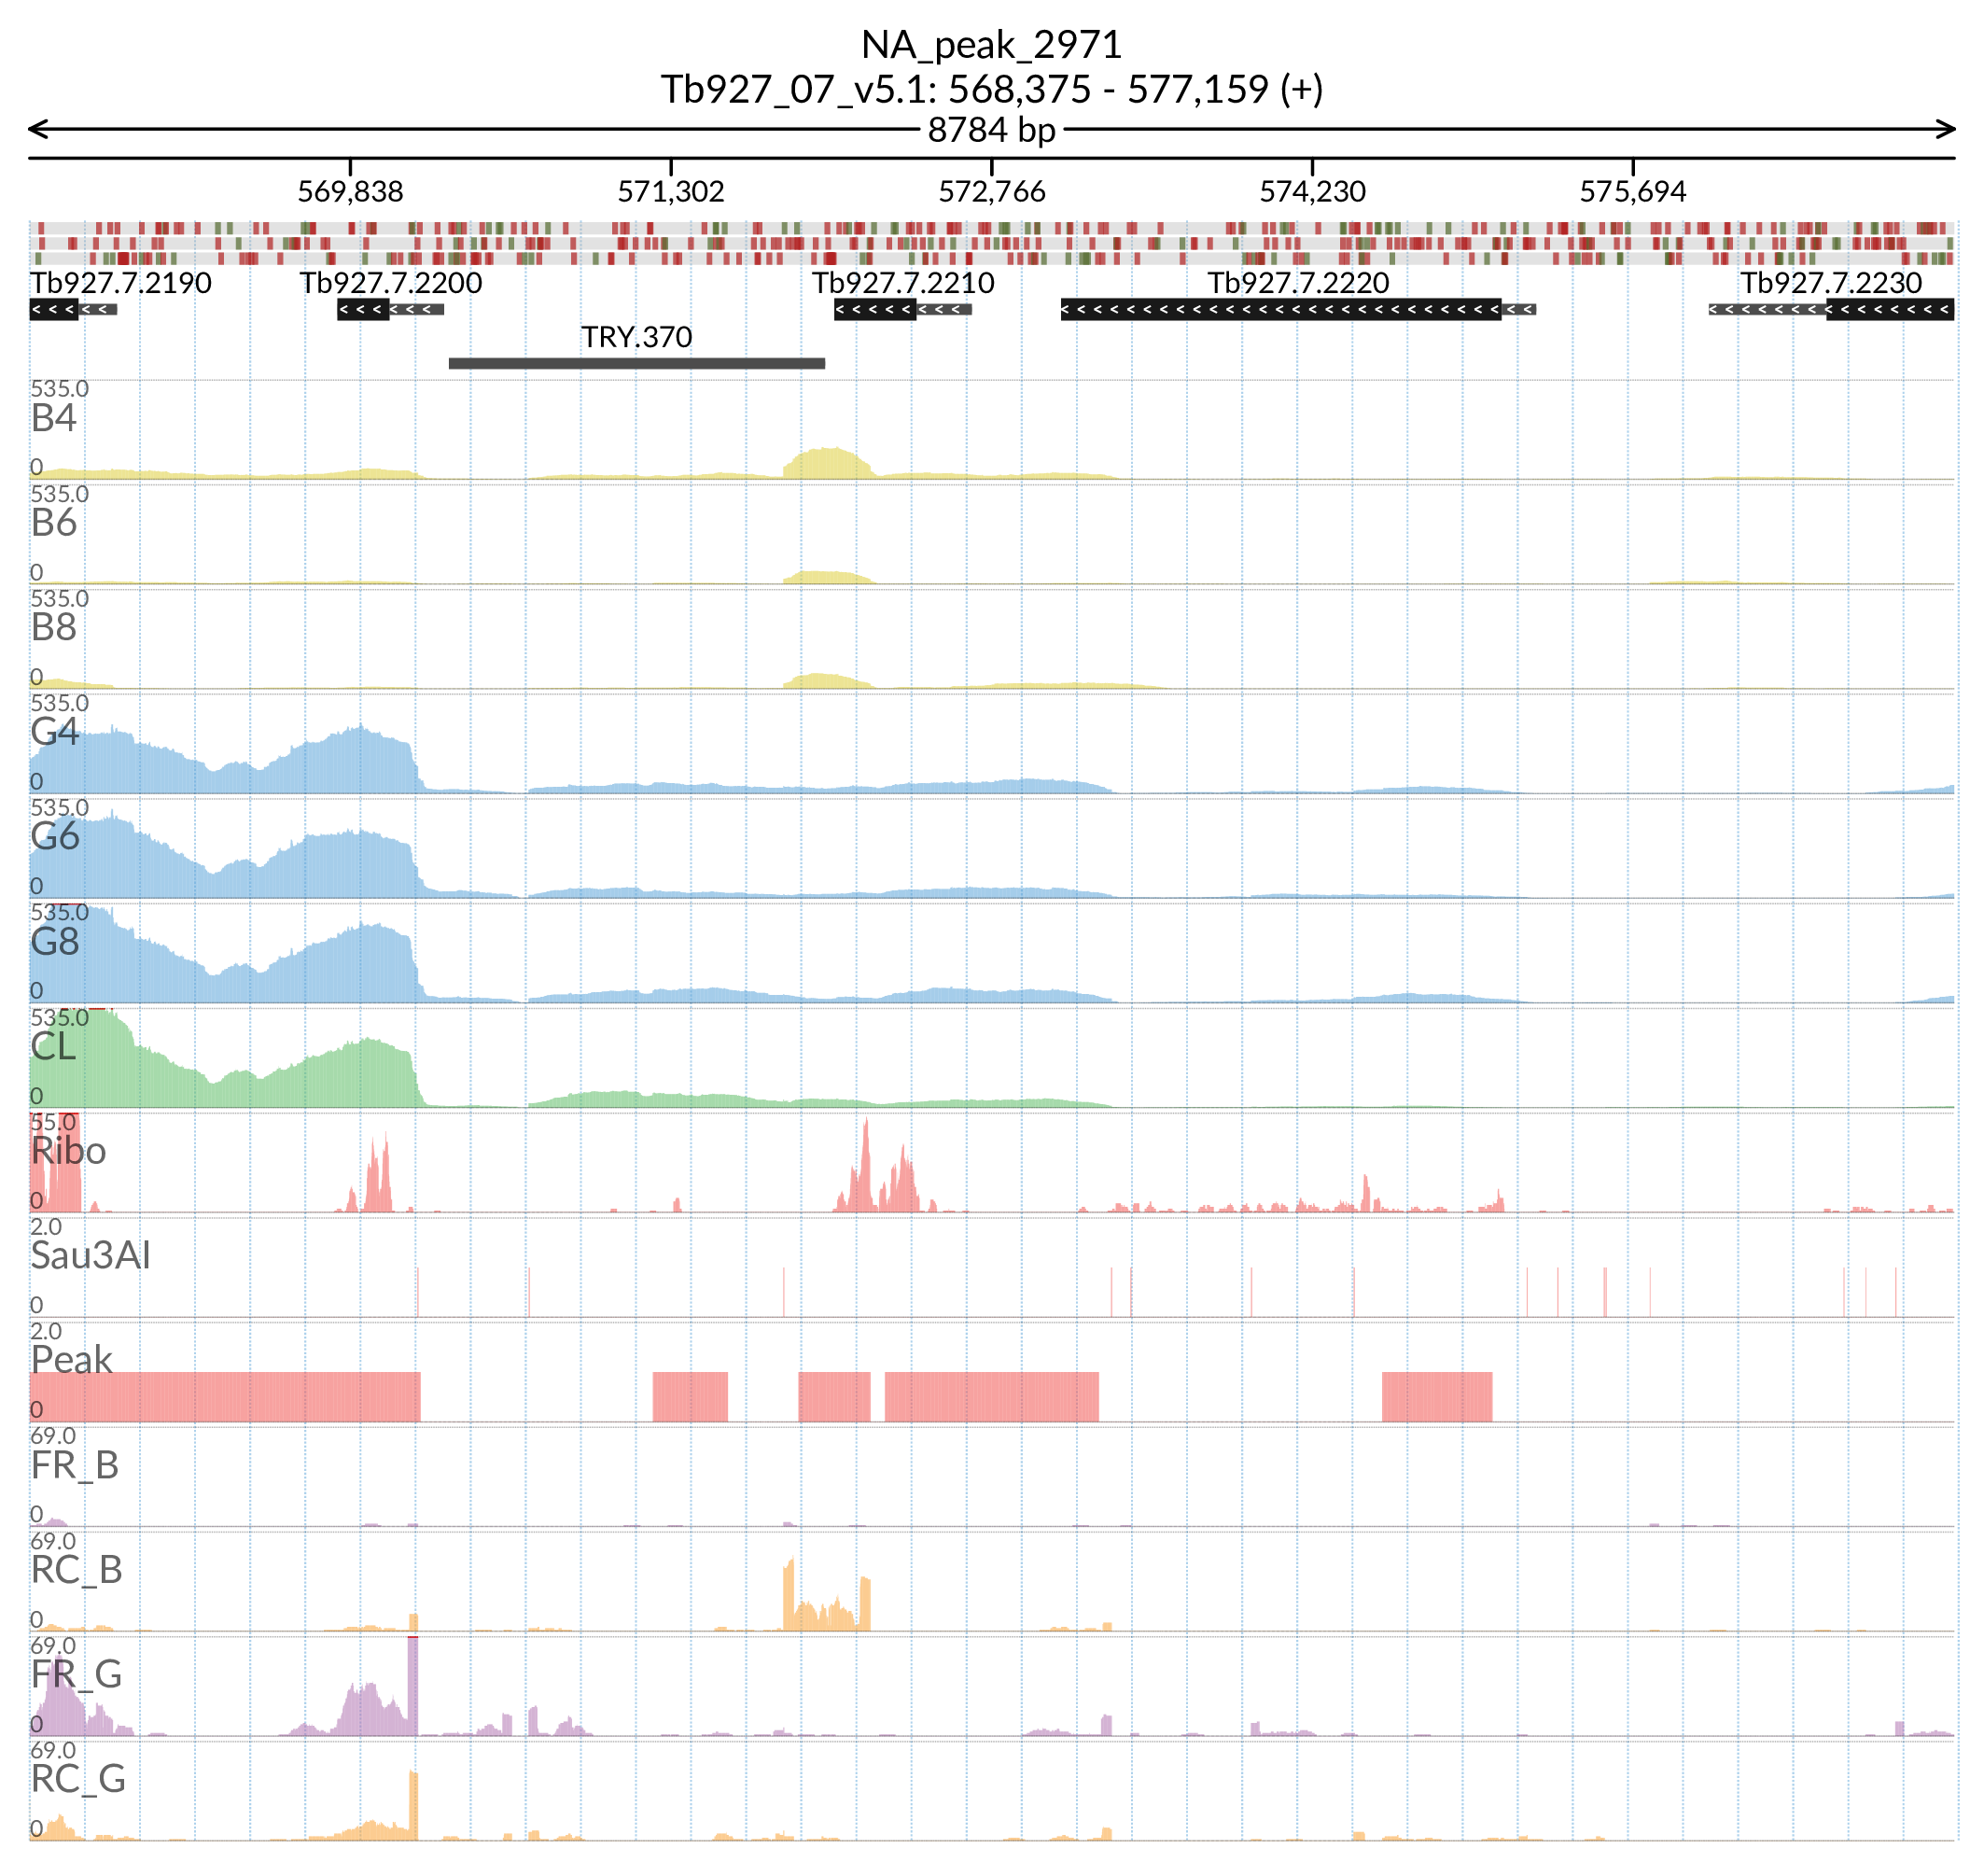 NA_peak_2971
Tb927_07_v5.1: 568,375 - 577,159 (+)
8784 bp
569,838 571,302 572,766 574,230 575,694
Tb927.7.2190 Tb927.7.2200 Tb927.7.2210 Tb927.7.2220 Tb927.7.2230
TRY.370
535.0
B4
0
535.0
B6
0
535.0
B8
0
535.0
G4
0
535.0
G6
0
535.0
G8
0
535.0
CL
0
55.0
Ribo
0
2.0
Sau3AI
0
2.0
Peak
0
69.0
FR_B
0
69.0
RC_B
0
69.0
FR_G
0
69.0
RC_G
0